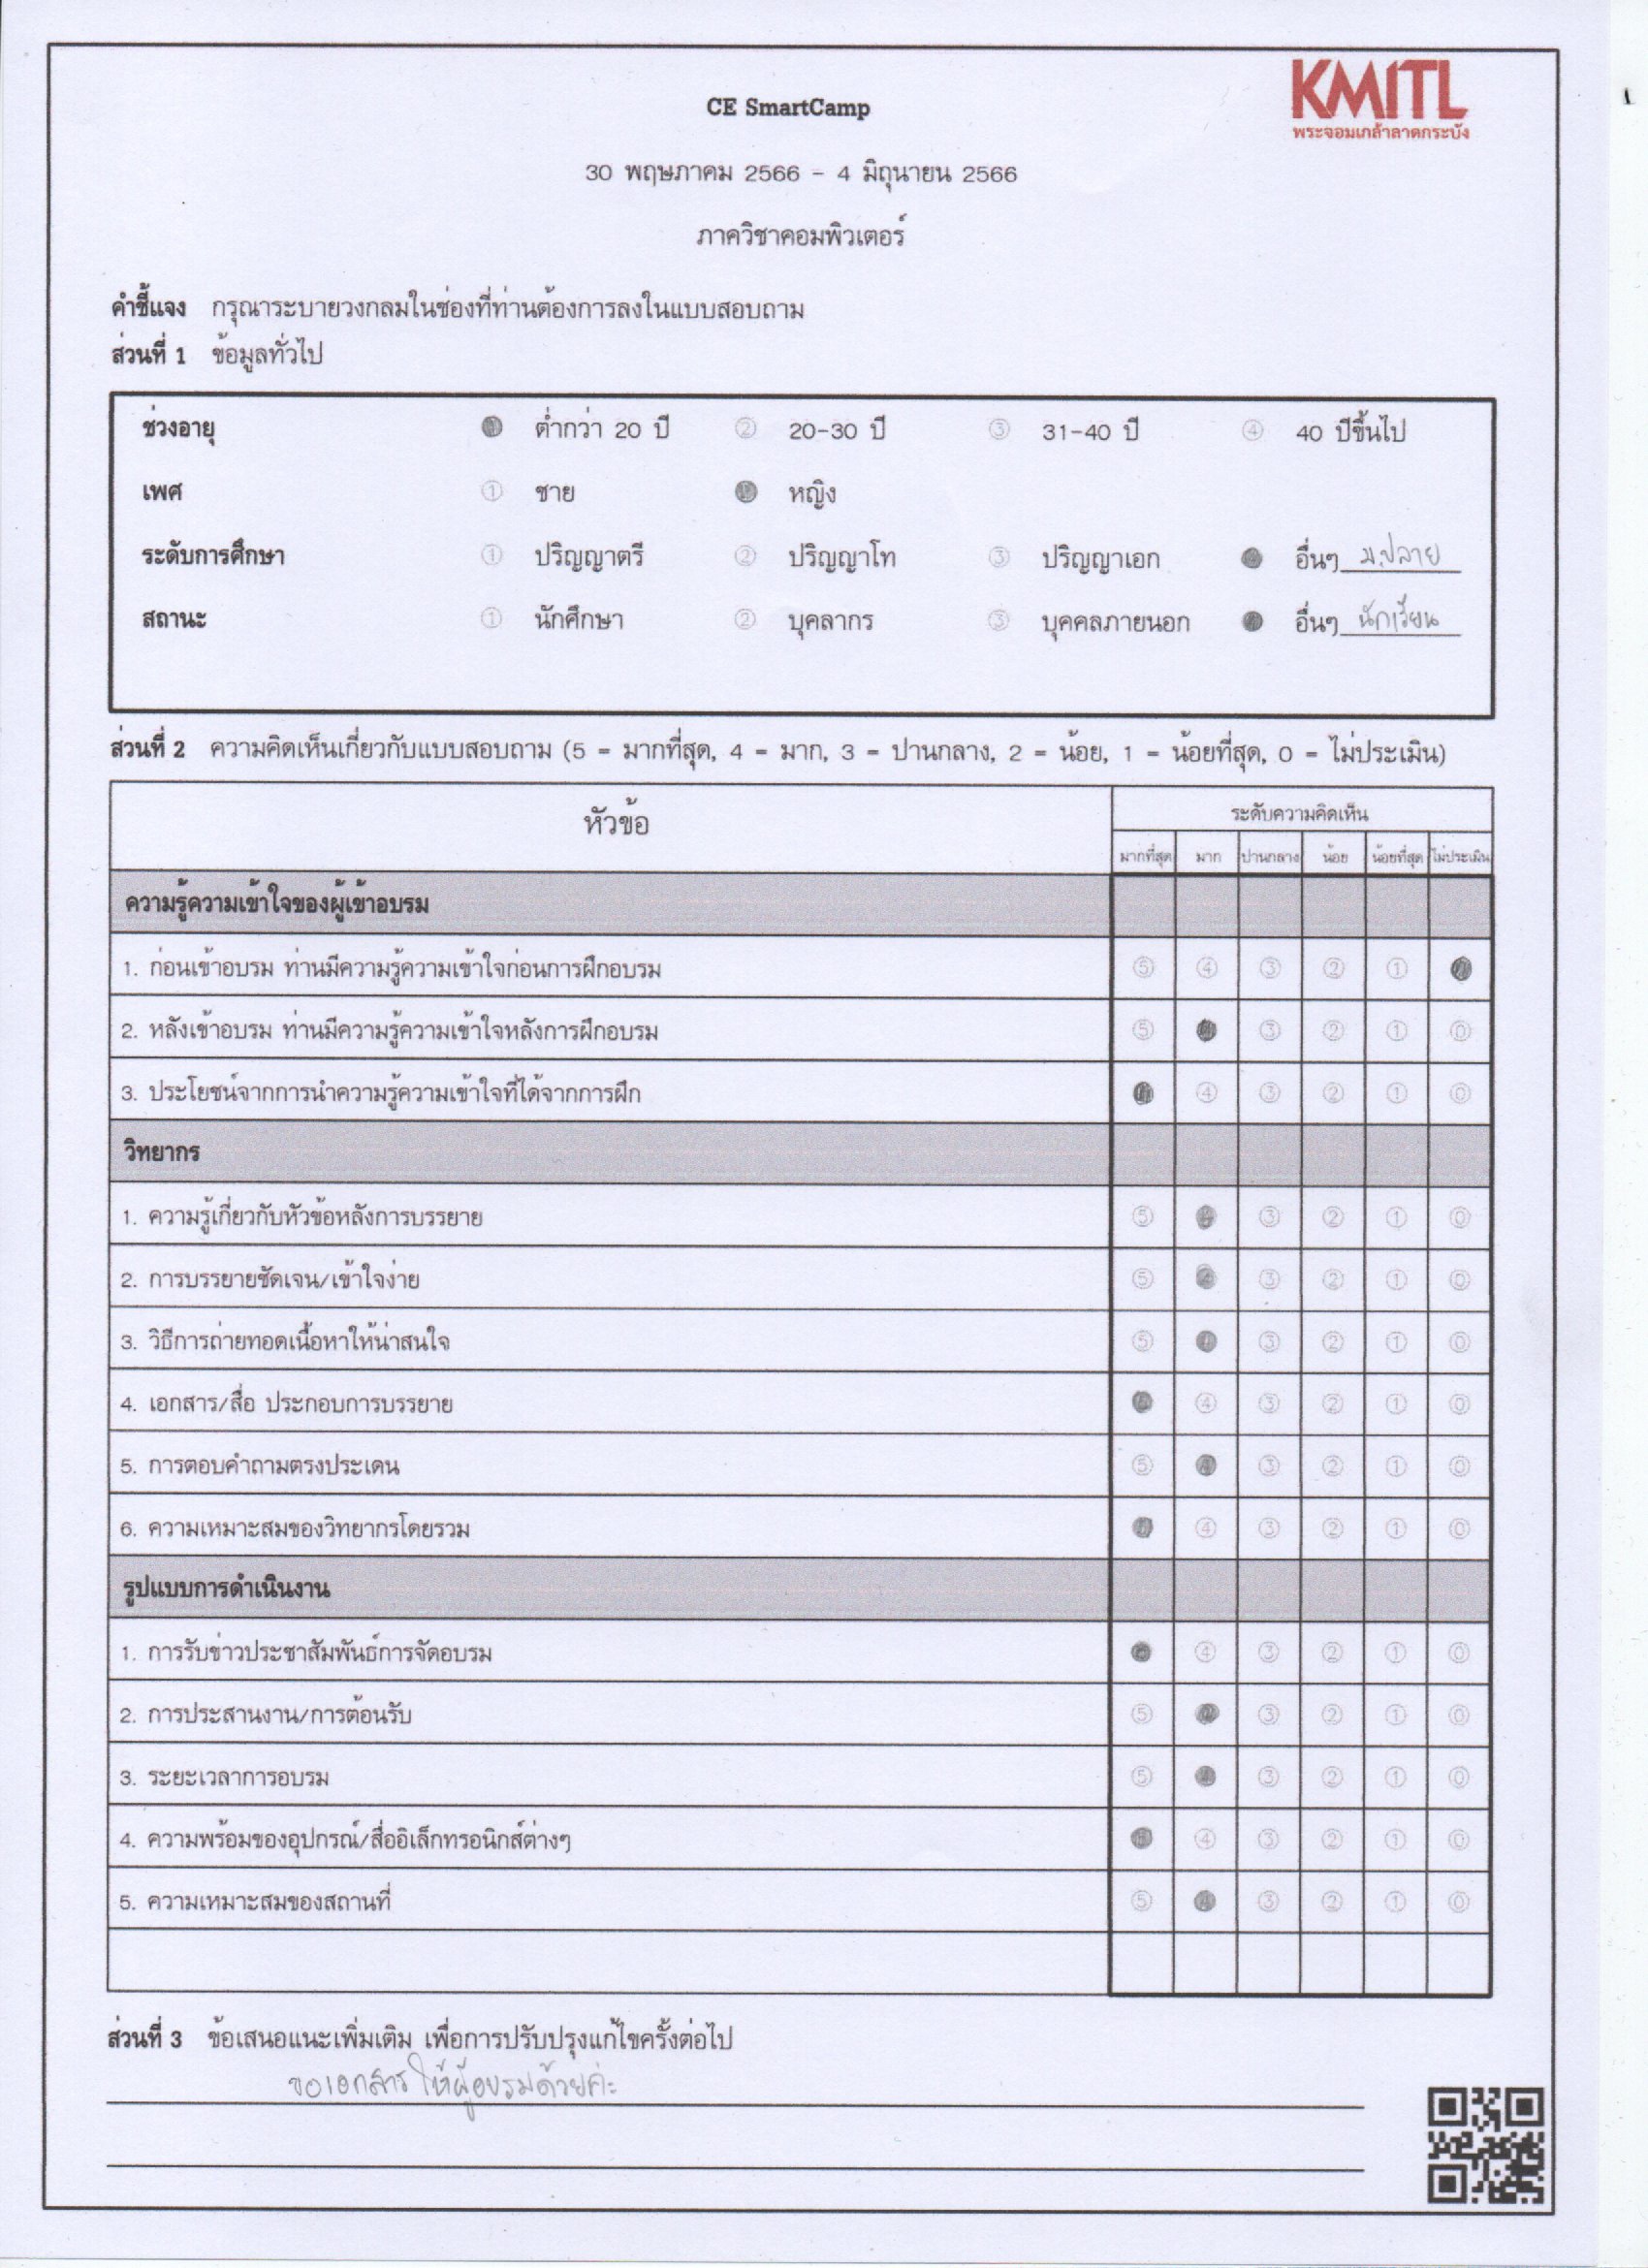 KMITL
พระจอมเกล้าลาดกระบัง
CE SmartCamp
30 พฤษภาคม 2566 - 4 มิถุนายน 2566
ภาควิชาคอมพิวเตอร์
คำชี้แจง กรุณาระบายวงกลมในช่องที่ท่านต้องการลงในแบบสอบถาม
ส่วนที่ 1 ข้อมูลทั่วไป
ช่วงอายุ ต่ำกว่า 20 ปี ② 20-30 ปี ③ 31-40 ปี ④ 40 ปีขึ้นไป
เพศ ① ชาย หญิง
ระดับการศึกษา ① ปริญญาตรี ② ปริญญาโท ③ ปริญญาเอก อื่นๆ ม.ปลาย
สถานะ ① นักศึกษา ② บุคลากร ③ บุคคลภายนอก อื่นๆ นักเรียน
ส่วนที่ 2 ความคิดเห็นเกี่ยวกับแบบสอบถาม (5 = มากที่สุด, 4 = มาก, 3 = ปานกลาง, 2 = น้อย, 1 = น้อยที่สุด, 0 = ไม่ประเมิน)
หัวข้อ ระดับความคิดเห็น
มากที่สุด มาก ปานกลาง น้อย น้อยที่สุด ไม่ประเมิน
ความรู้ความเข้าใจของผู้เข้าอบรม
1. ก่อนเข้าอบรม ท่านมีความรู้ความเข้าใจก่อนการฝึกอบรม ⑤ ④ ③ ② ①
2. หลังเข้าอบรม ท่านมีความรู้ความเข้าใจหลังการฝึกอบรม ⑤ ③ ② ① ⓪
3. ประโยชน์จากการนำความรู้ความเข้าใจที่ได้จากการฝึก ④ ③ ② ① ⓪
วิทยากร
1. ความรู้เกี่ยวกับหัวข้อหลังการบรรยาย ⑤ ③ ② ① ⓪
2. การบรรยายชัดเจน/เข้าใจง่าย ⑤ ③ ② ① ⓪
3. วิธีการถ่ายทอดเนื้อหาให้น่าสนใจ ⑤ ③ ② ① ⓪
4. เอกสาร/สื่อ ประกอบการบรรยาย ④ ③ ② ① ⓪
5. การตอบคำถามตรงประเดน ⑤ ③ ② ① ⓪
6. ความเหมาะสมของวิทยากรโดยรวม ④ ③ ② ① ⓪
รูปแบบการดำเนินงาน
1. การรับข่าวประชาสัมพันธ์การจัดอบรม ④ ③ ② ① ⓪
2. การประสานงาน/การต้อนรับ ⑤ ③ ② ① ⓪
3. ระยะเวลาการอบรม ⑤ ③ ② ① ⓪
4. ความพร้อมของอุปกรณ์/สื่ออิเล็กทรอนิกส์ต่างๆ ④ ③ ② ① ⓪
5. ความเหมาะสมของสถานที่ ⑤ ③ ② ① ⓪
ส่วนที่ 3 ข้อเสนอแนะเพิ่มเติม เพื่อการปรับปรุงแก้ไขครั้งต่อไป
ขอเอกสารให้ผู้อบรมด้วยค่ะ